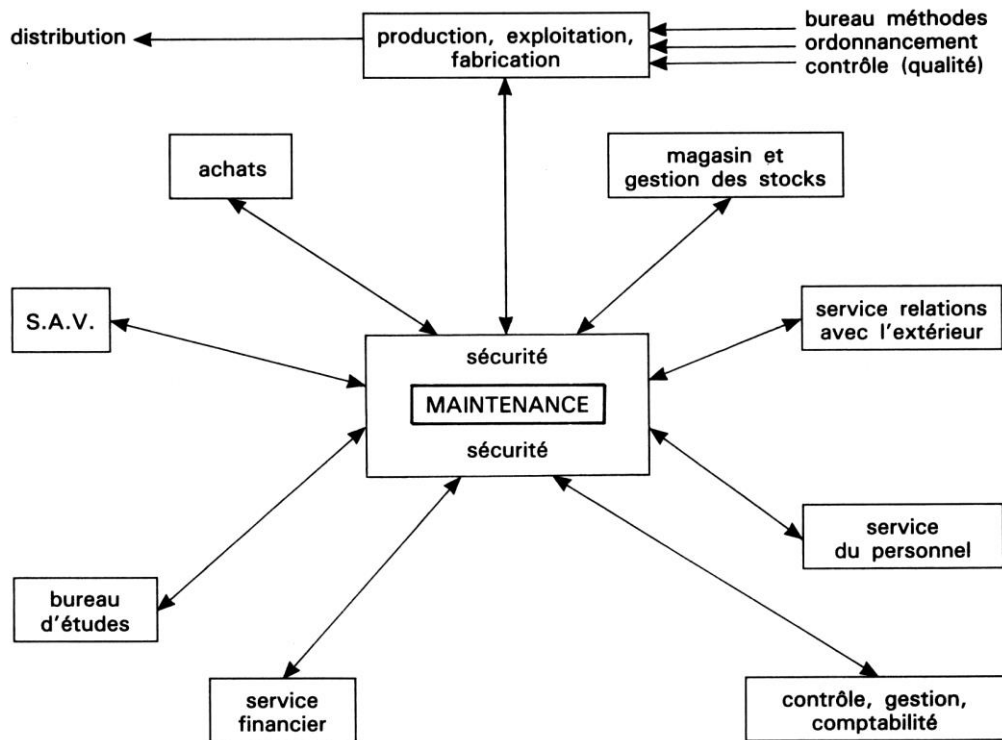 distribution
production, exploitation,
fabrication
bureau méthodes
ordonnancement
contrôle (qualité)
achats
magasin et
gestion des stocks
S.A.V.
service relations
avec l'extérieur
sécurité
MAINTENANCE
sécurité
service
du personnel
bureau
d'études
service
financier
contrôle, gestion,
comptabilité